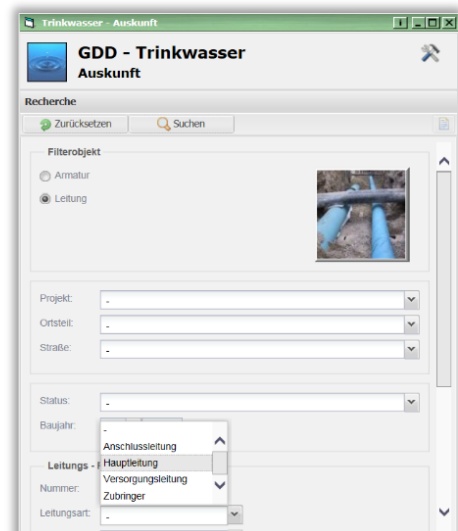 Trinkwasser - Auskunft
GDD - Trinkwasser
Auskunft
Recherche
Zurücksetzen
Suchen
Filterobjekt
Armatur
Leitung
Projekt: -
Ortsteil: -
Straße: -
Status: -
Baujahr:
-
Anschlussleitung
Hauptleitung
Versorgungsleitung
Zubringer
Leitungs -
Nummer:
Leitungsart: -